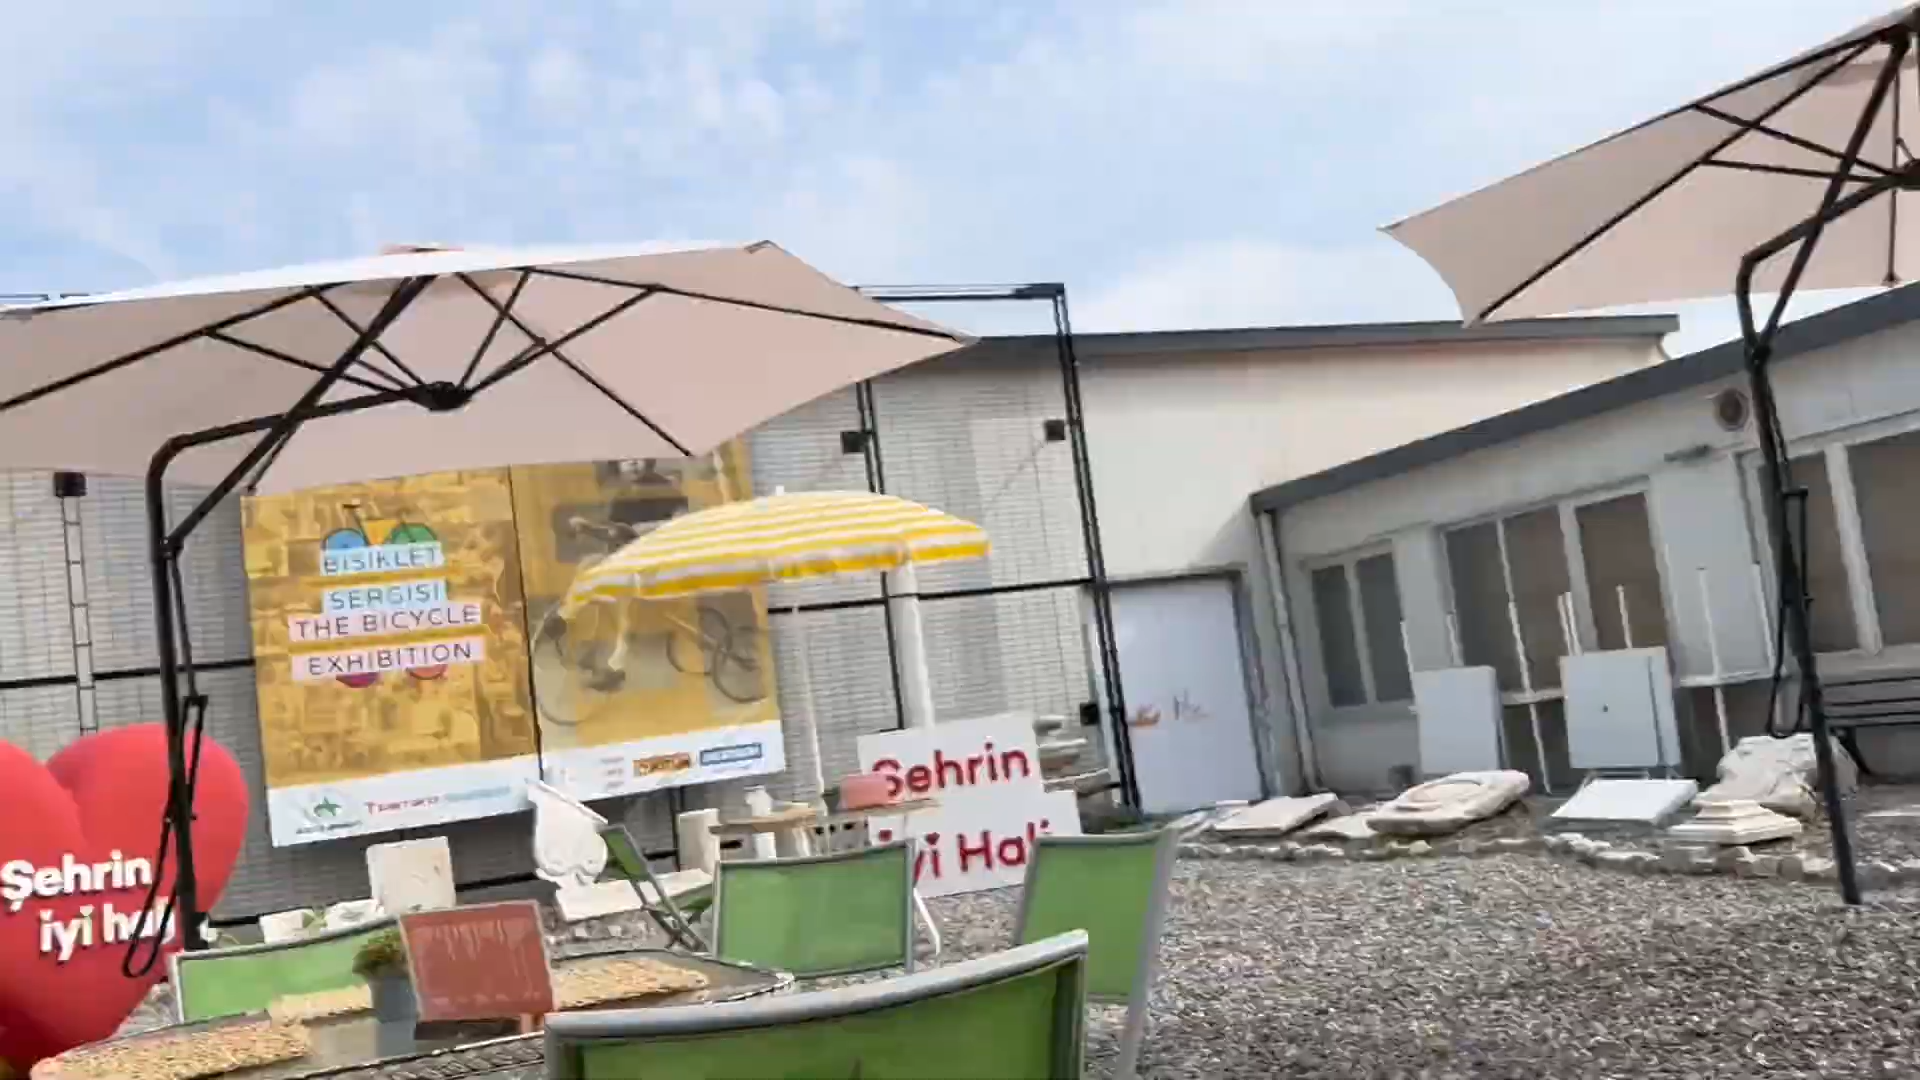 BISIKLET
SERGISI
THE BICYCLE
EXHIBITION
Şehrin
iyi hali
Şehrin
iyi Hali